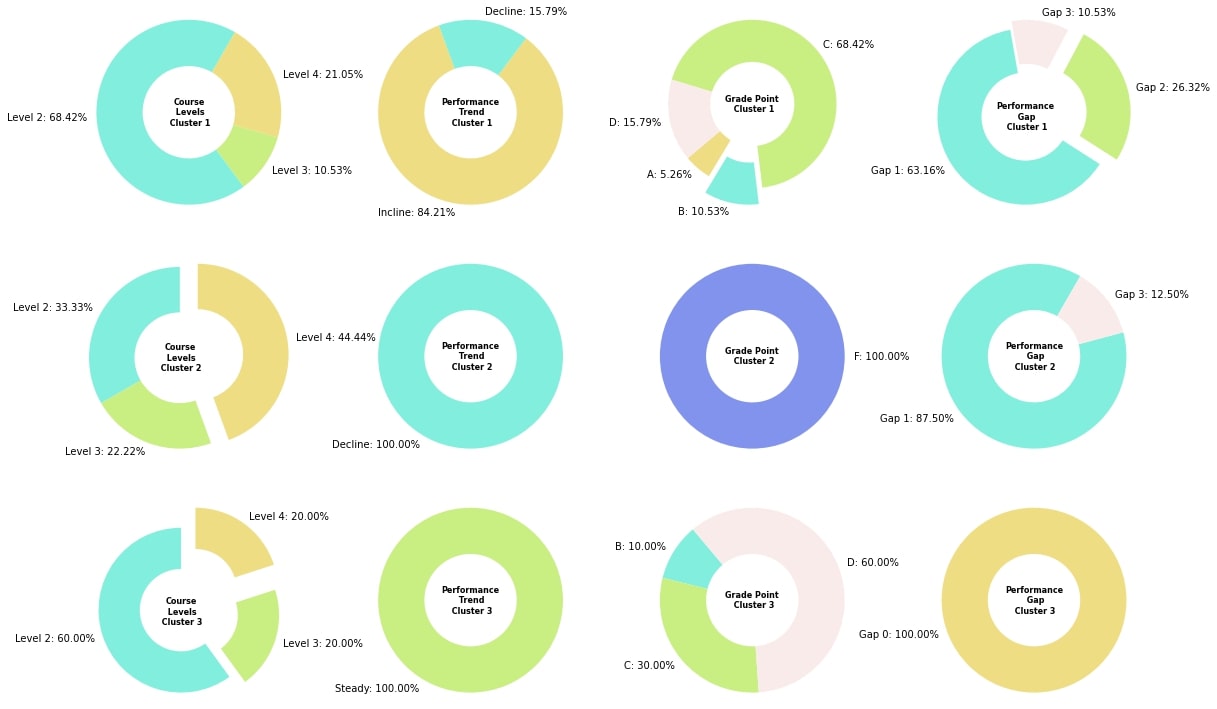 Course
Levels
Cluster 1
Level 2: 68.42%
Level 4: 21.05%
Level 3: 10.53%
Performance
Trend
Cluster 1
Decline: 15.79%
Incline: 84.21%
Grade Point
Cluster 1
C: 68.42%
D: 15.79%
A: 5.26%
B: 10.53%
Performance
Gap
Cluster 1
Gap 3: 10.53%
Gap 2: 26.32%
Gap 1: 63.16%
Course
Levels
Cluster 2
Level 2: 33.33%
Level 4: 44.44%
Level 3: 22.22%
Performance
Trend
Cluster 2
Decline: 100.00%
Grade Point
Cluster 2
F: 100.00%
Performance
Gap
Cluster 2
Gap 3: 12.50%
Gap 1: 87.50%
Course
Levels
Cluster 3
Level 4: 20.00%
Level 2: 60.00%
Level 3: 20.00%
Performance
Trend
Cluster 3
Steady: 100.00%
Grade Point
Cluster 3
B: 10.00%
D: 60.00%
C: 30.00%
Performance
Gap
Cluster 3
Gap 0: 100.00%